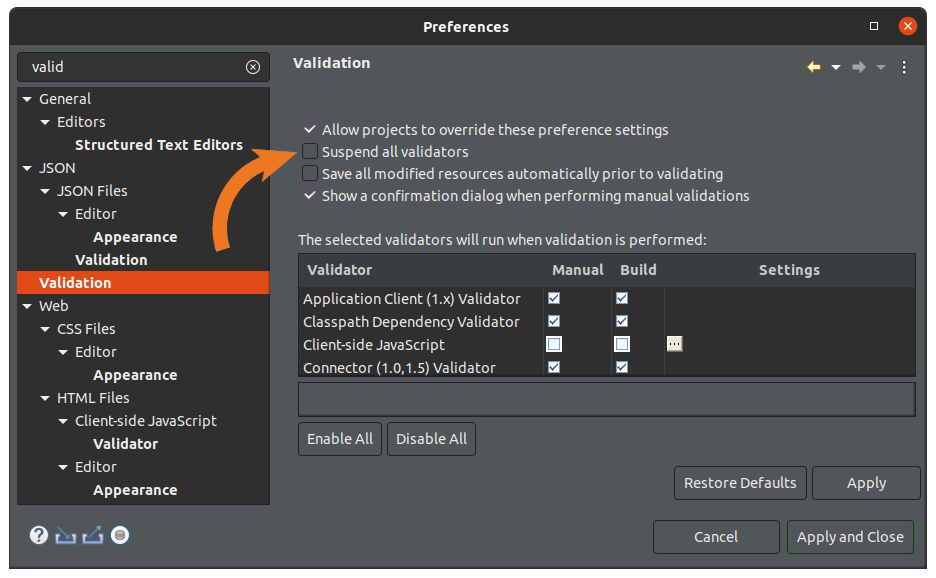 Preferences
valid
General
Editors
Structured Text Editors
JSON
JSON Files
Editor
Appearance
Validation
Validation
Web
CSS Files
Editor
Appearance
HTML Files
Client-side JavaScript
Validator
Editor
Appearance
Validation
Allow projects to override these preference settings
Suspend all validators
Save all modified resources automatically prior to validating
Show a confirmation dialog when performing manual validations
The selected validators will run when validation is performed:
Validator Manual Build Settings
Application Client (1.x) Validator
Classpath Dependency Validator
Client-side JavaScript ...
Connector (1.0,1.5) Validator
Enable All Disable All
Restore Defaults Apply
? Cancel Apply and Close